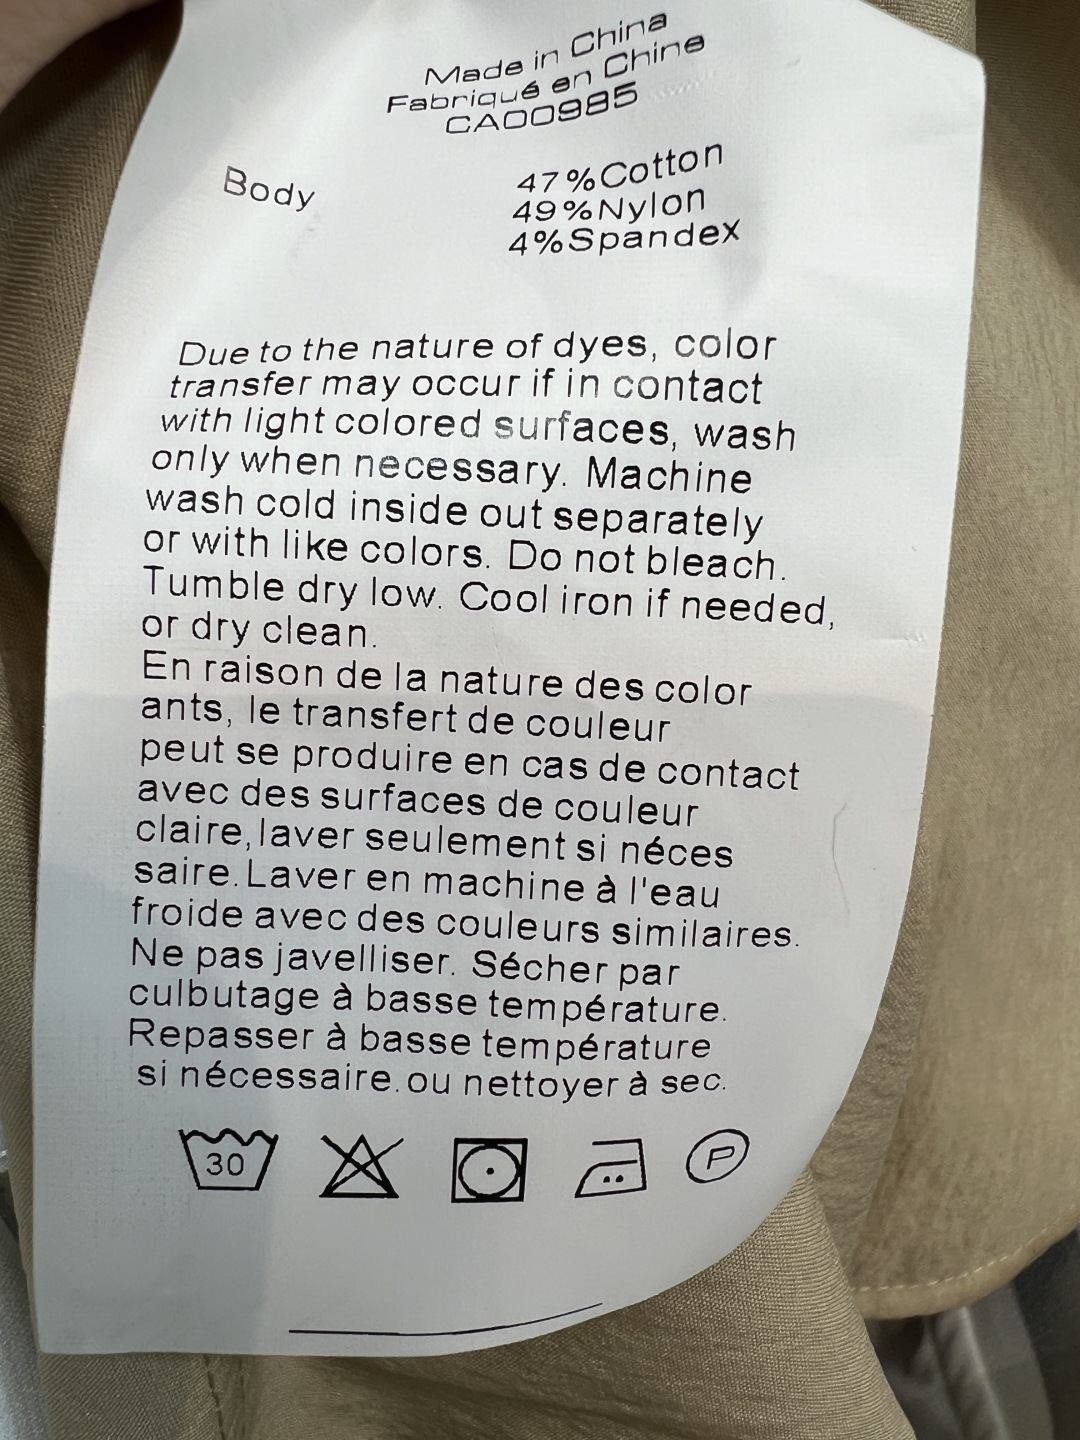 Made in China
Fabriqué en Chine
CA00985
Body 47%Cotton
49%Nylon
4%Spandex
Due to the nature of dyes, color
transfer may occur if in contact
with light colored surfaces, wash
only when necessary. Machine
wash cold inside out separately
or with like colors. Do not bleach.
Tumble dry low. Cool iron if needed,
or dry clean.
En raison de la nature des color
ants, le transfert de couleur
peut se produire en cas de contact
avec des surfaces de couleur
claire, laver seulement si néces
saire. Laver en machine à l'eau
froide avec des couleurs similaires.
Ne pas javelliser. Sécher par
culbutage à basse température.
Repasser à basse température
si nécessaire. ou nettoyer à sec.
30 P